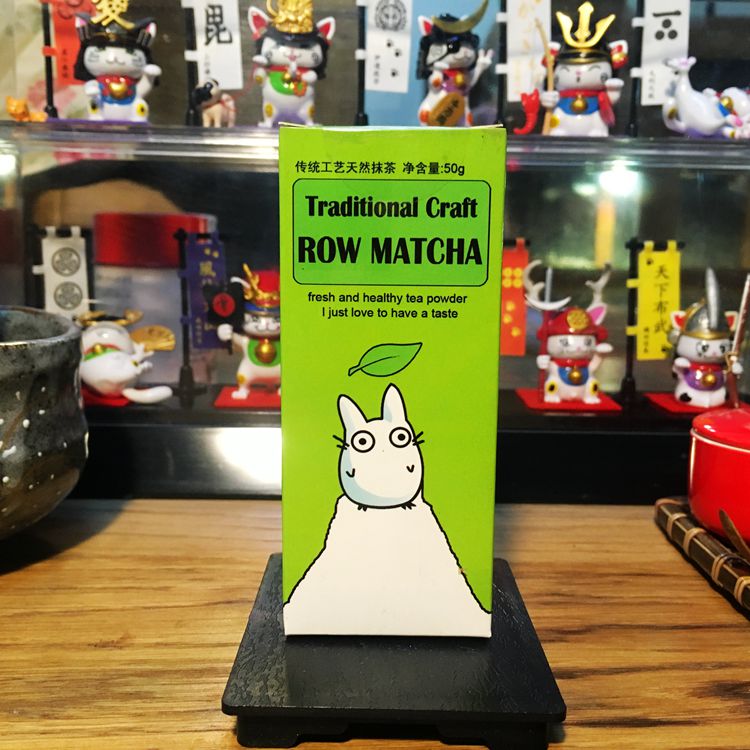 传统工艺天然抹茶 净含量:50g
Traditional Craft
ROW MATCHA
fresh and healthy tea powder
I just love to have a taste
毘
天下布武